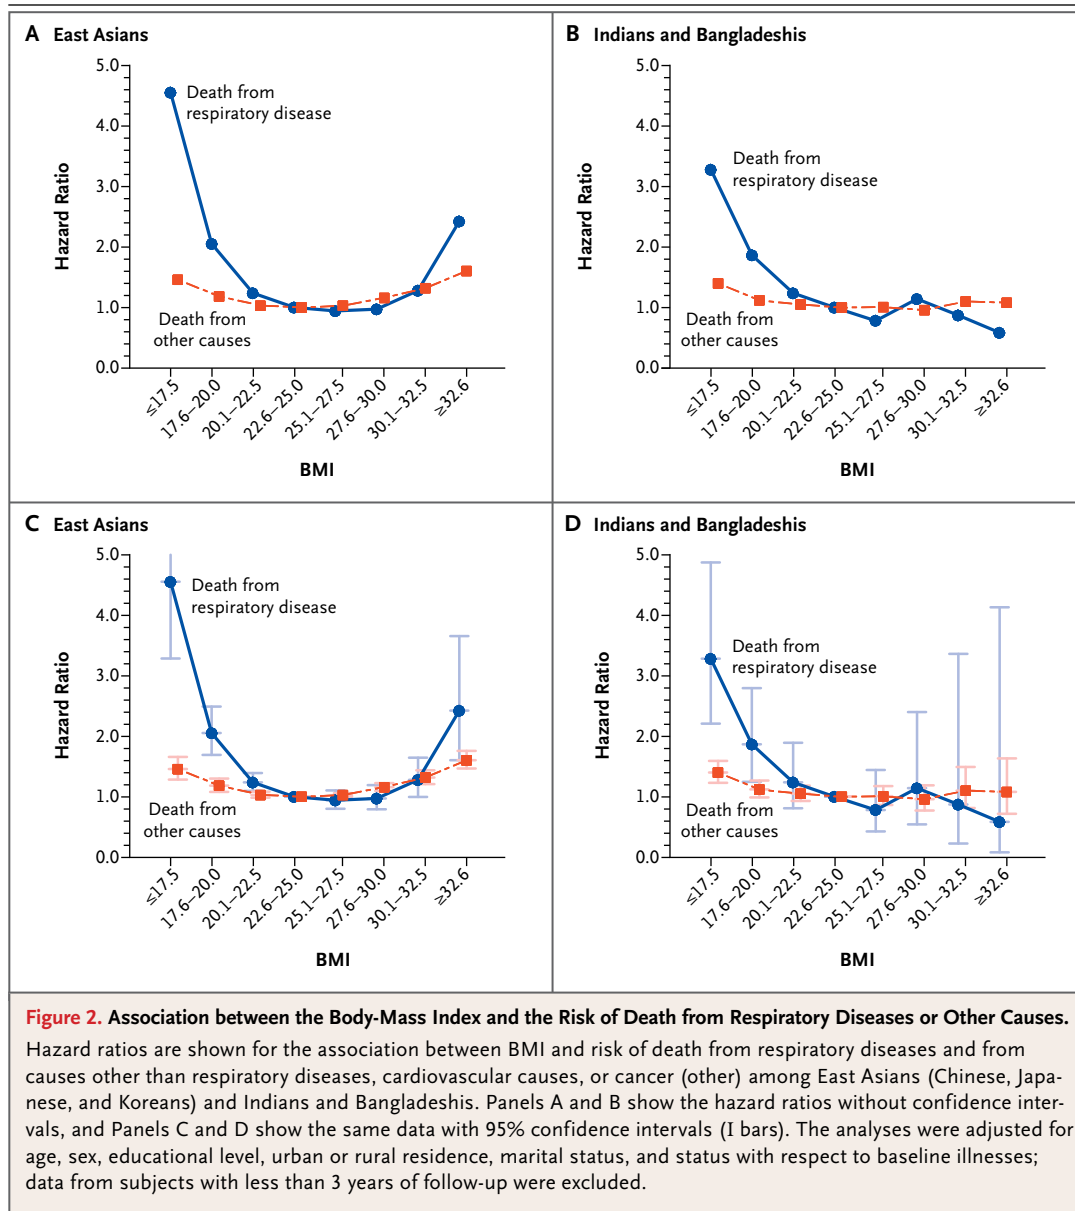 A East Asians
5.0
4.0
3.0
2.0
1.0
0.0
Hazard Ratio
Death from
respiratory disease
Death from
other causes
≤17.5
17.6–20.0
20.1–22.5
22.6–25.0
25.1–27.5
27.6–30.0
30.1–32.5
≥32.6
BMI
B Indians and Bangladeshis
5.0
4.0
3.0
2.0
1.0
0.0
Hazard Ratio
Death from
respiratory disease
Death from
other causes
≤17.5
17.6–20.0
20.1–22.5
22.6–25.0
25.1–27.5
27.6–30.0
30.1–32.5
≥32.6
BMI
C East Asians
5.0
4.0
3.0
2.0
1.0
0.0
Hazard Ratio
Death from
respiratory disease
Death from
other causes
≤17.5
17.6–20.0
20.1–22.5
22.6–25.0
25.1–27.5
27.6–30.0
30.1–32.5
≥32.6
BMI
D Indians and Bangladeshis
5.0
4.0
3.0
2.0
1.0
0.0
Hazard Ratio
Death from
respiratory disease
Death from
other causes
≤17.5
17.6–20.0
20.1–22.5
22.6–25.0
25.1–27.5
27.6–30.0
30.1–32.5
≥32.6
BMI
Figure 2. Association between the Body-Mass Index and the Risk of Death from Respiratory Diseases or Other Causes.
Hazard ratios are shown for the association between BMI and risk of death from respiratory diseases and from
causes other than respiratory diseases, cardiovascular causes, or cancer (other) among East Asians (Chinese, Japa-
nese, and Koreans) and Indians and Bangladeshis. Panels A and B show the hazard ratios without confidence inter-
vals, and Panels C and D show the same data with 95% confidence intervals (I bars). The analyses were adjusted for
age, sex, educational level, urban or rural residence, marital status, and status with respect to baseline illnesses;
data from subjects with less than 3 years of follow-up were excluded.